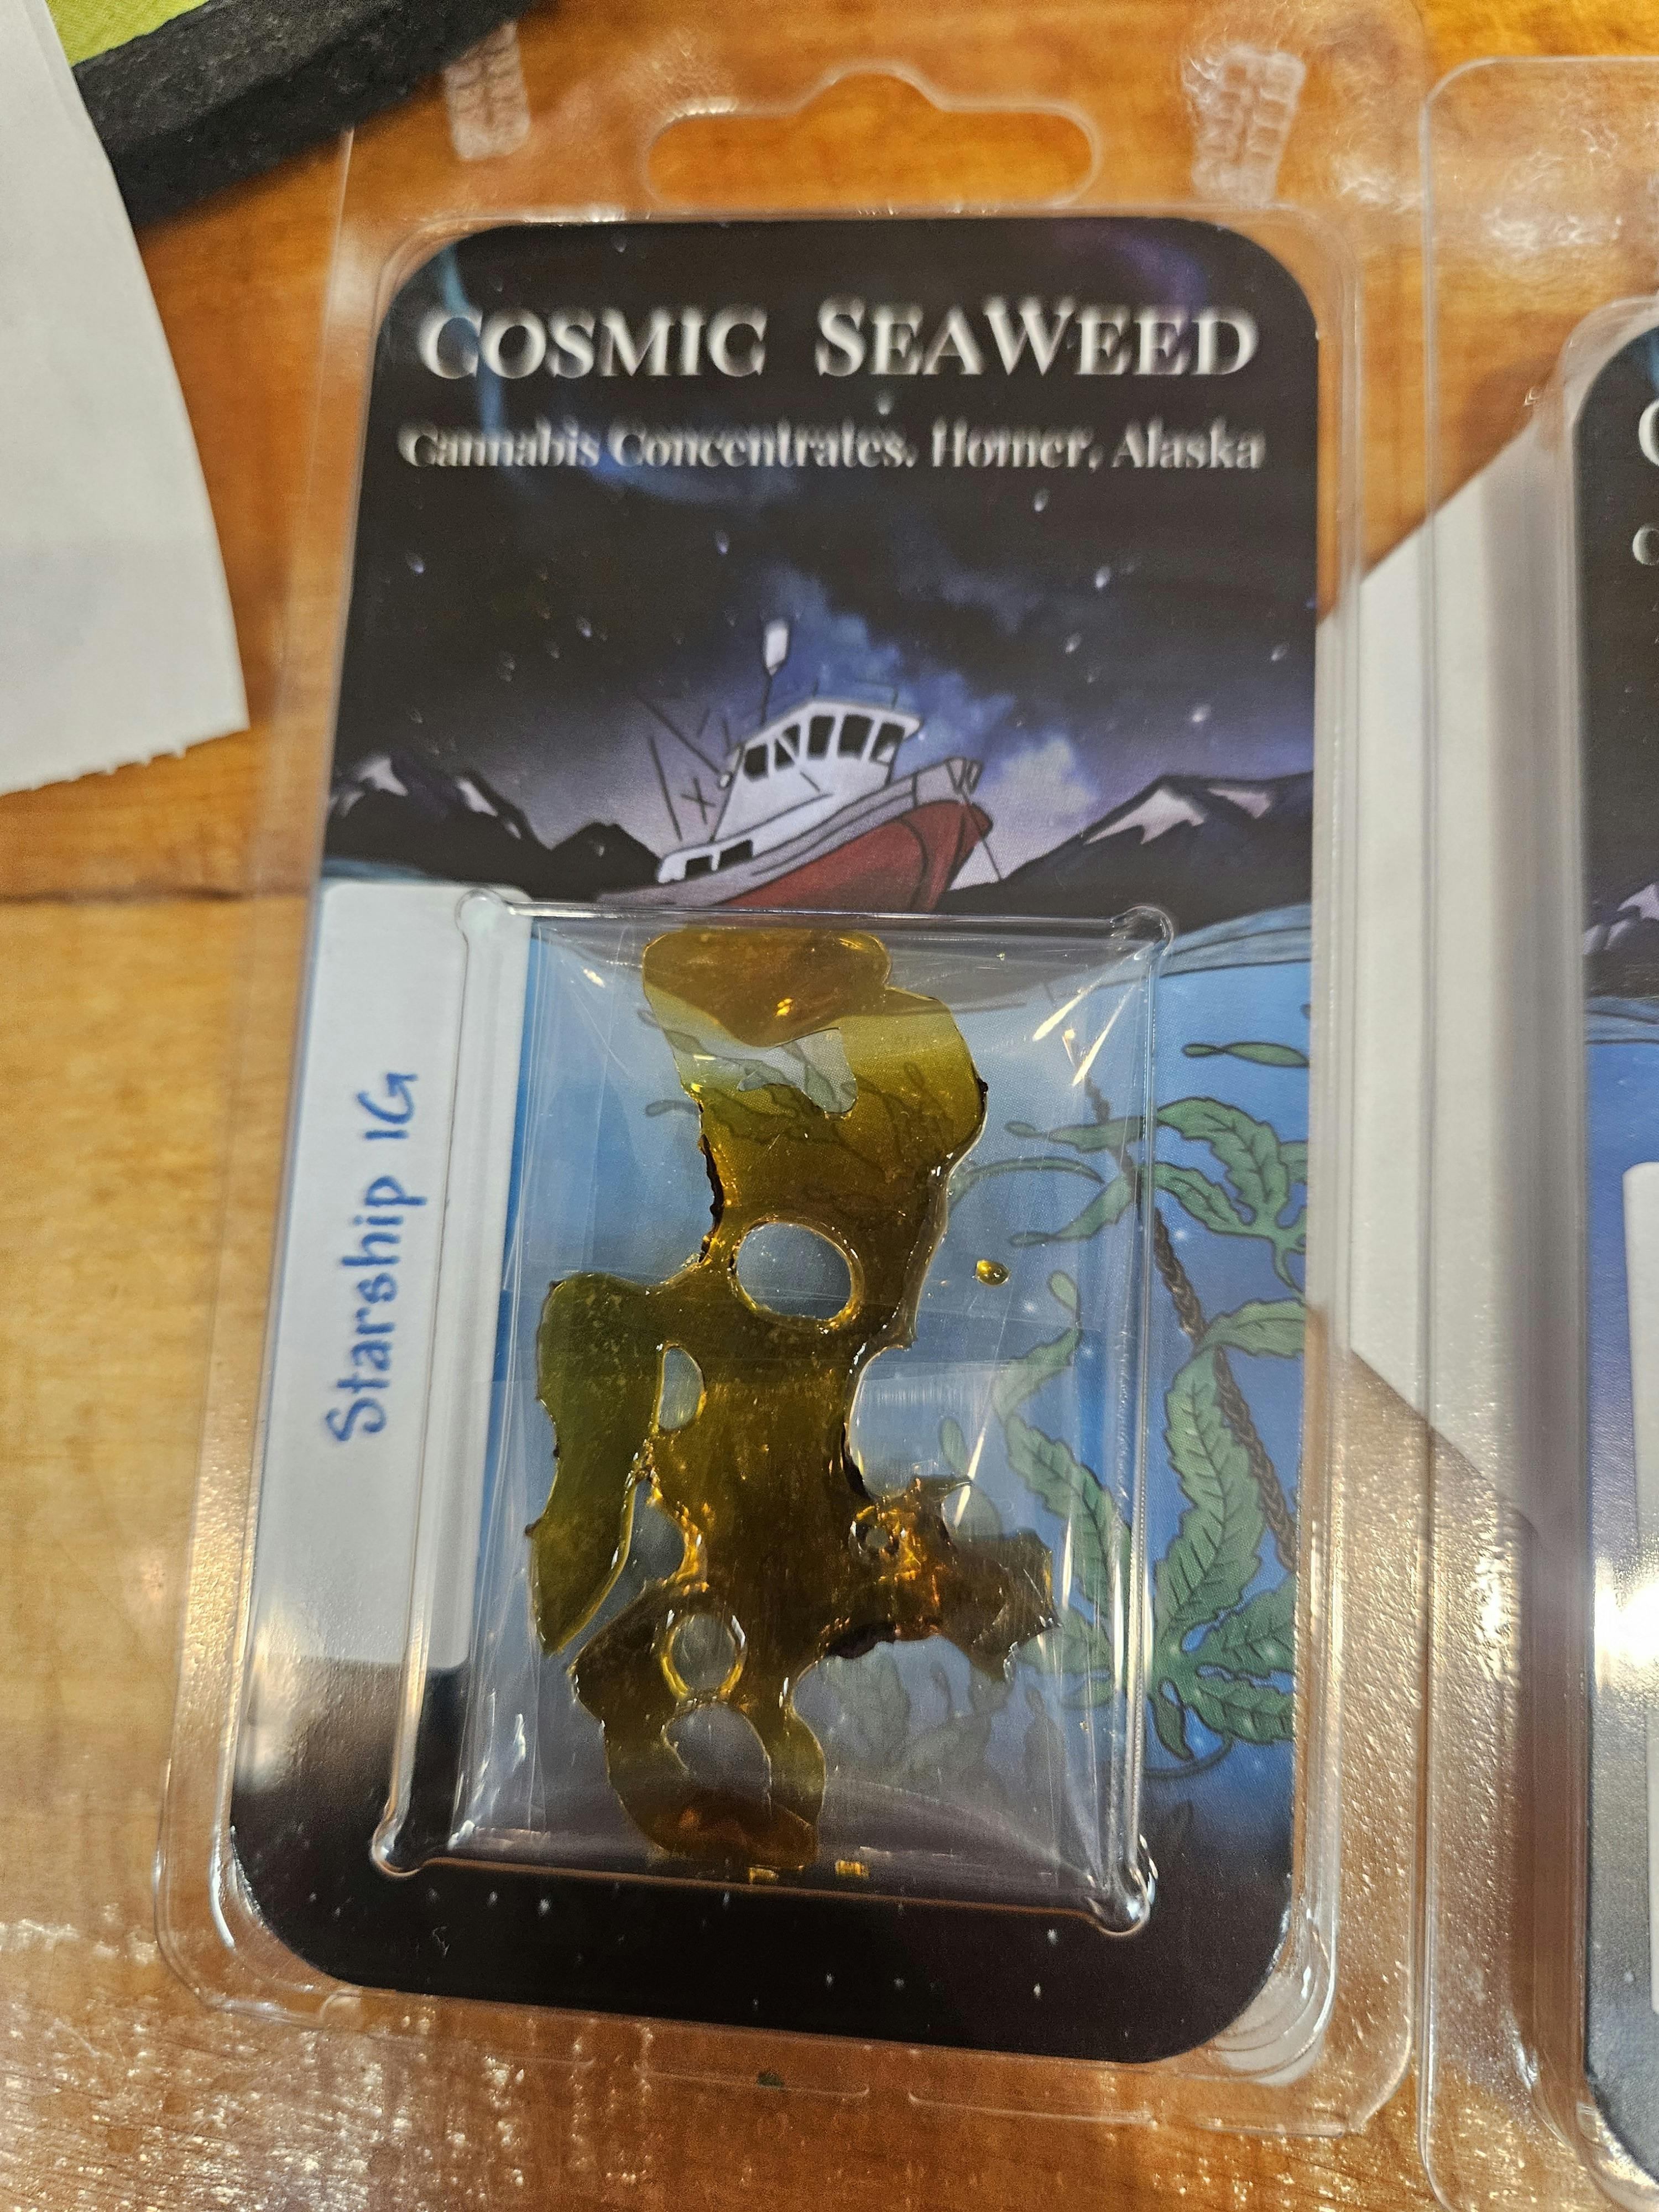 COSMIC SEAWEED
Cannabis Concentrates. Homer, Alaska
Starship 1G